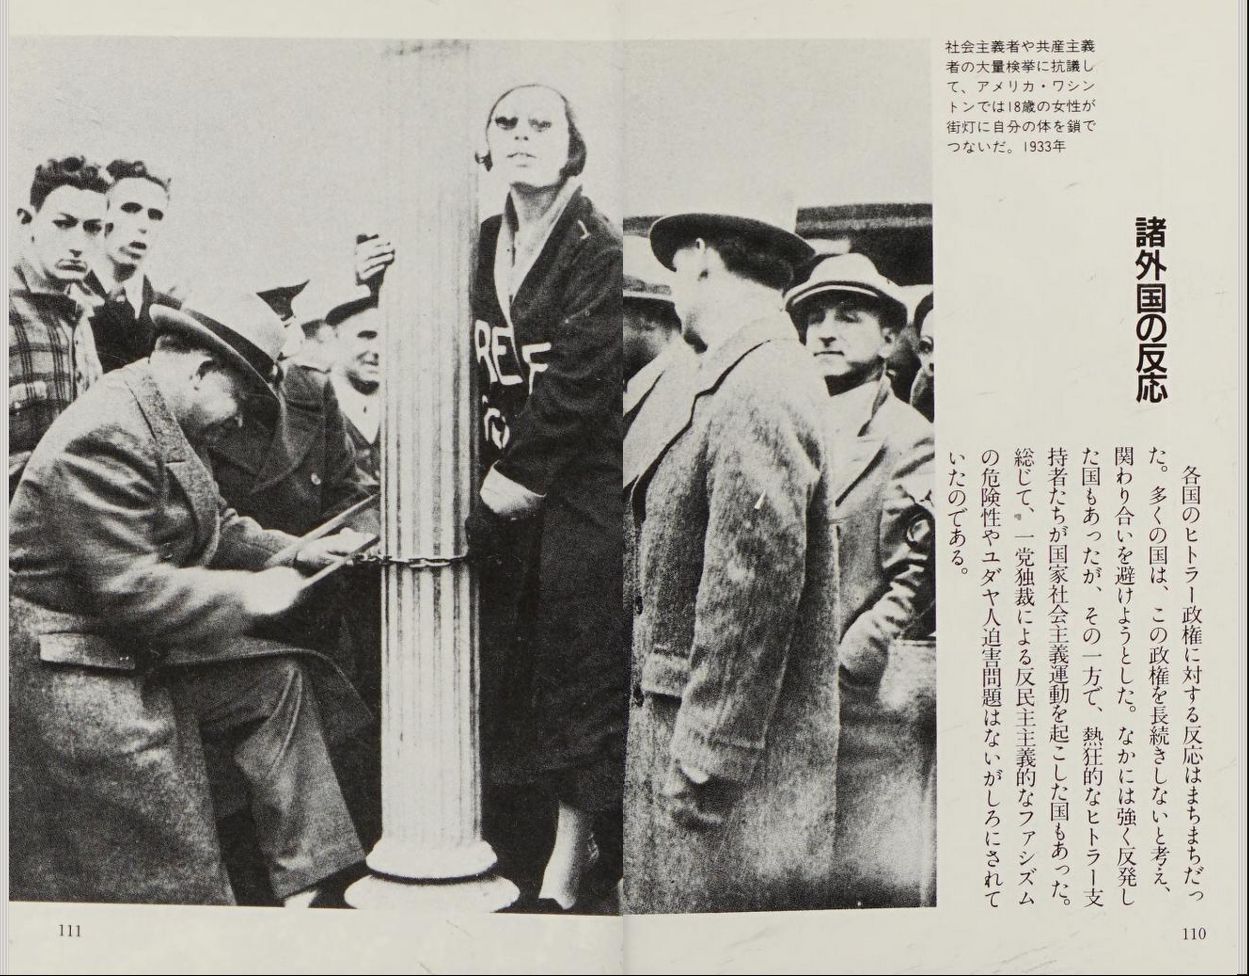 社会主義者や共産主義
者の大量検挙に抗議し
て、アメリカ・ワシン
トンでは18歳の女性が
街灯に自分の体を鎖で
つないだ。1933年
諸外国の反応
各国のヒトラー政権に対する反応はまちまちだっ
た。多くの国は、この政権を長続きしないと考え、
関わり合いを避けようとした。なかには強く反発し
た国もあったが、その一方で、熱狂的なヒトラー支
持者たちが国家社会主義運動を起こした国もあった。
総じて、一党独裁による反民主主義的なファシズム
の危険性やユダヤ人迫害問題はないがしろにされて
いたのである。
110
111